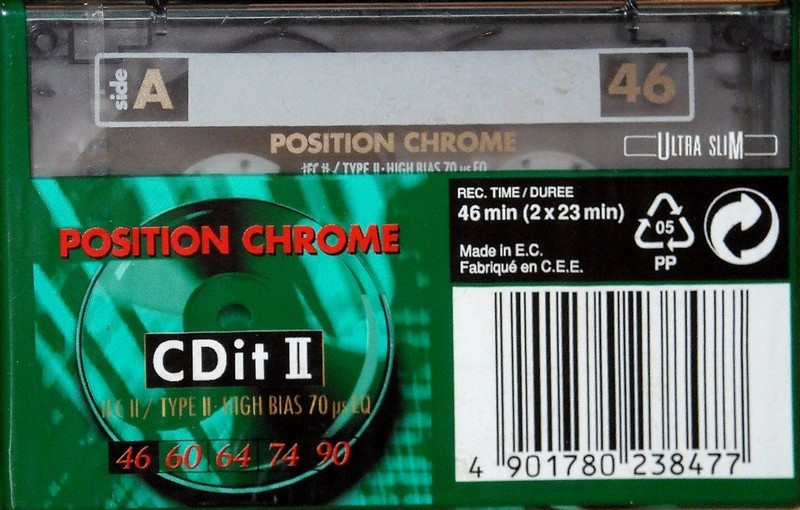 side A 46
POSITION CHROME
ULTRA SLIM
IEC II / TYPE II · HIGH BIAS 70 µs EQ
POSITION CHROME
CDit II
IEC II / TYPE II · HIGH BIAS 70 µs EQ
46 60 64 74 90
REC. TIME / DUREE
46 min (2 x 23 min)
Made in E.C.
Fabriqué en C.E.E.
05
PP
4 901780 238477